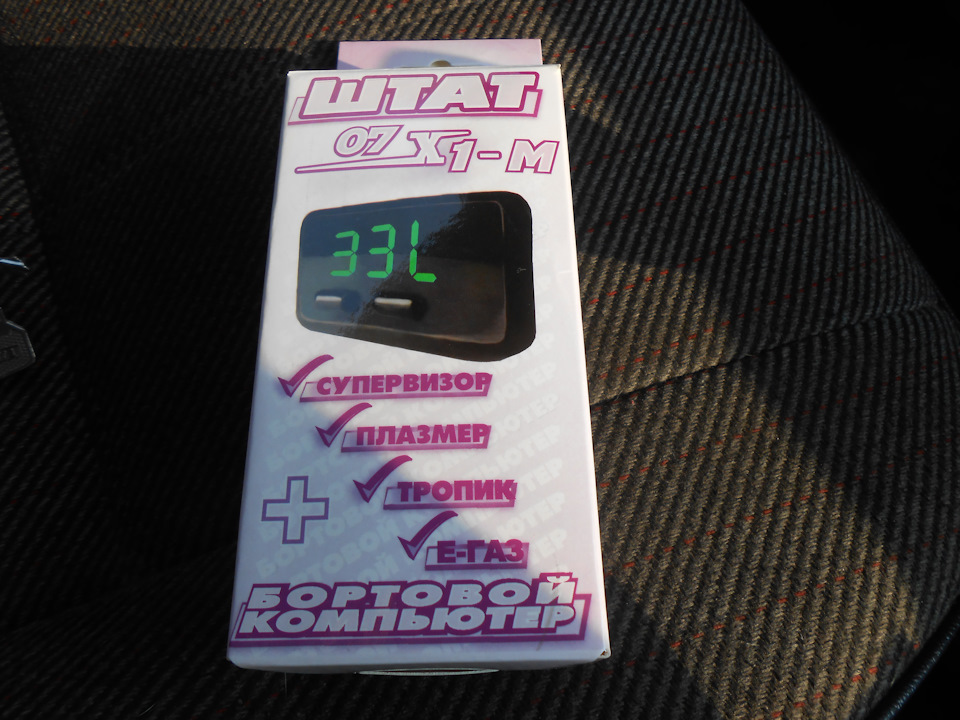 ШТАТ
07 X1-М
33L
СУПЕРВИЗОР
ПЛАЗМЕР
ТРОПИК
Е-ГАЗ
БОРТОВОЙ
КОМПЬЮТЕР